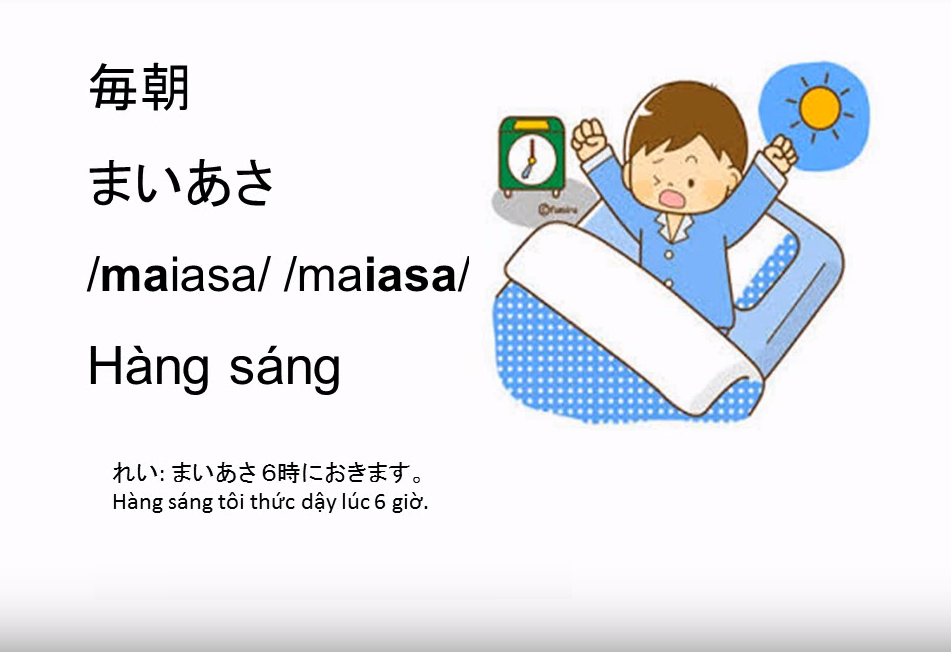 毎朝
まいあさ
/maiasa/ /maiasa/
Hàng sáng
©fumira
れい: まいあさ６時におきます。
Hàng sáng tôi thức dậy lúc 6 giờ.